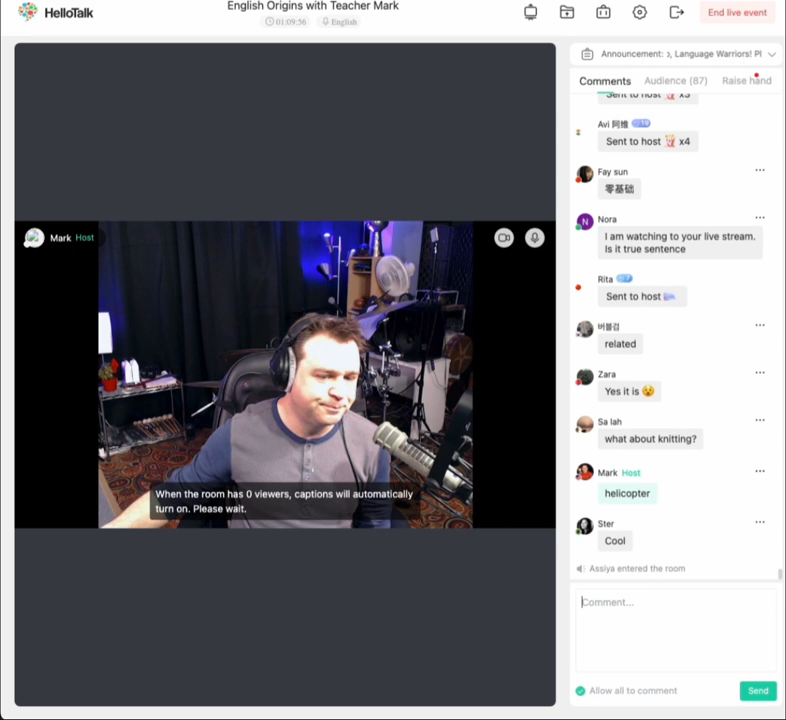 HelloTalk
English Origins with Teacher Mark
01:09:56
English
End live event
Announcement: ›, Language Warriors! Pl
Comments
Audience (87)
Raise hand
Sent to host x3
Avi 阿维
Sent to host x4
Fay sun
零基础
N
Nora
I am watching to your live stream.
Is it true sentence
Rita
Sent to host
버블검
related
Zara
Yes it is 😵
Sa lah
what about knitting?
Mark Host
helicopter
Ster
Cool
Assiya entered the room
Comment...
Allow all to comment
Send
Mark Host
When the room has 0 viewers, captions will automatically
turn on. Please wait.